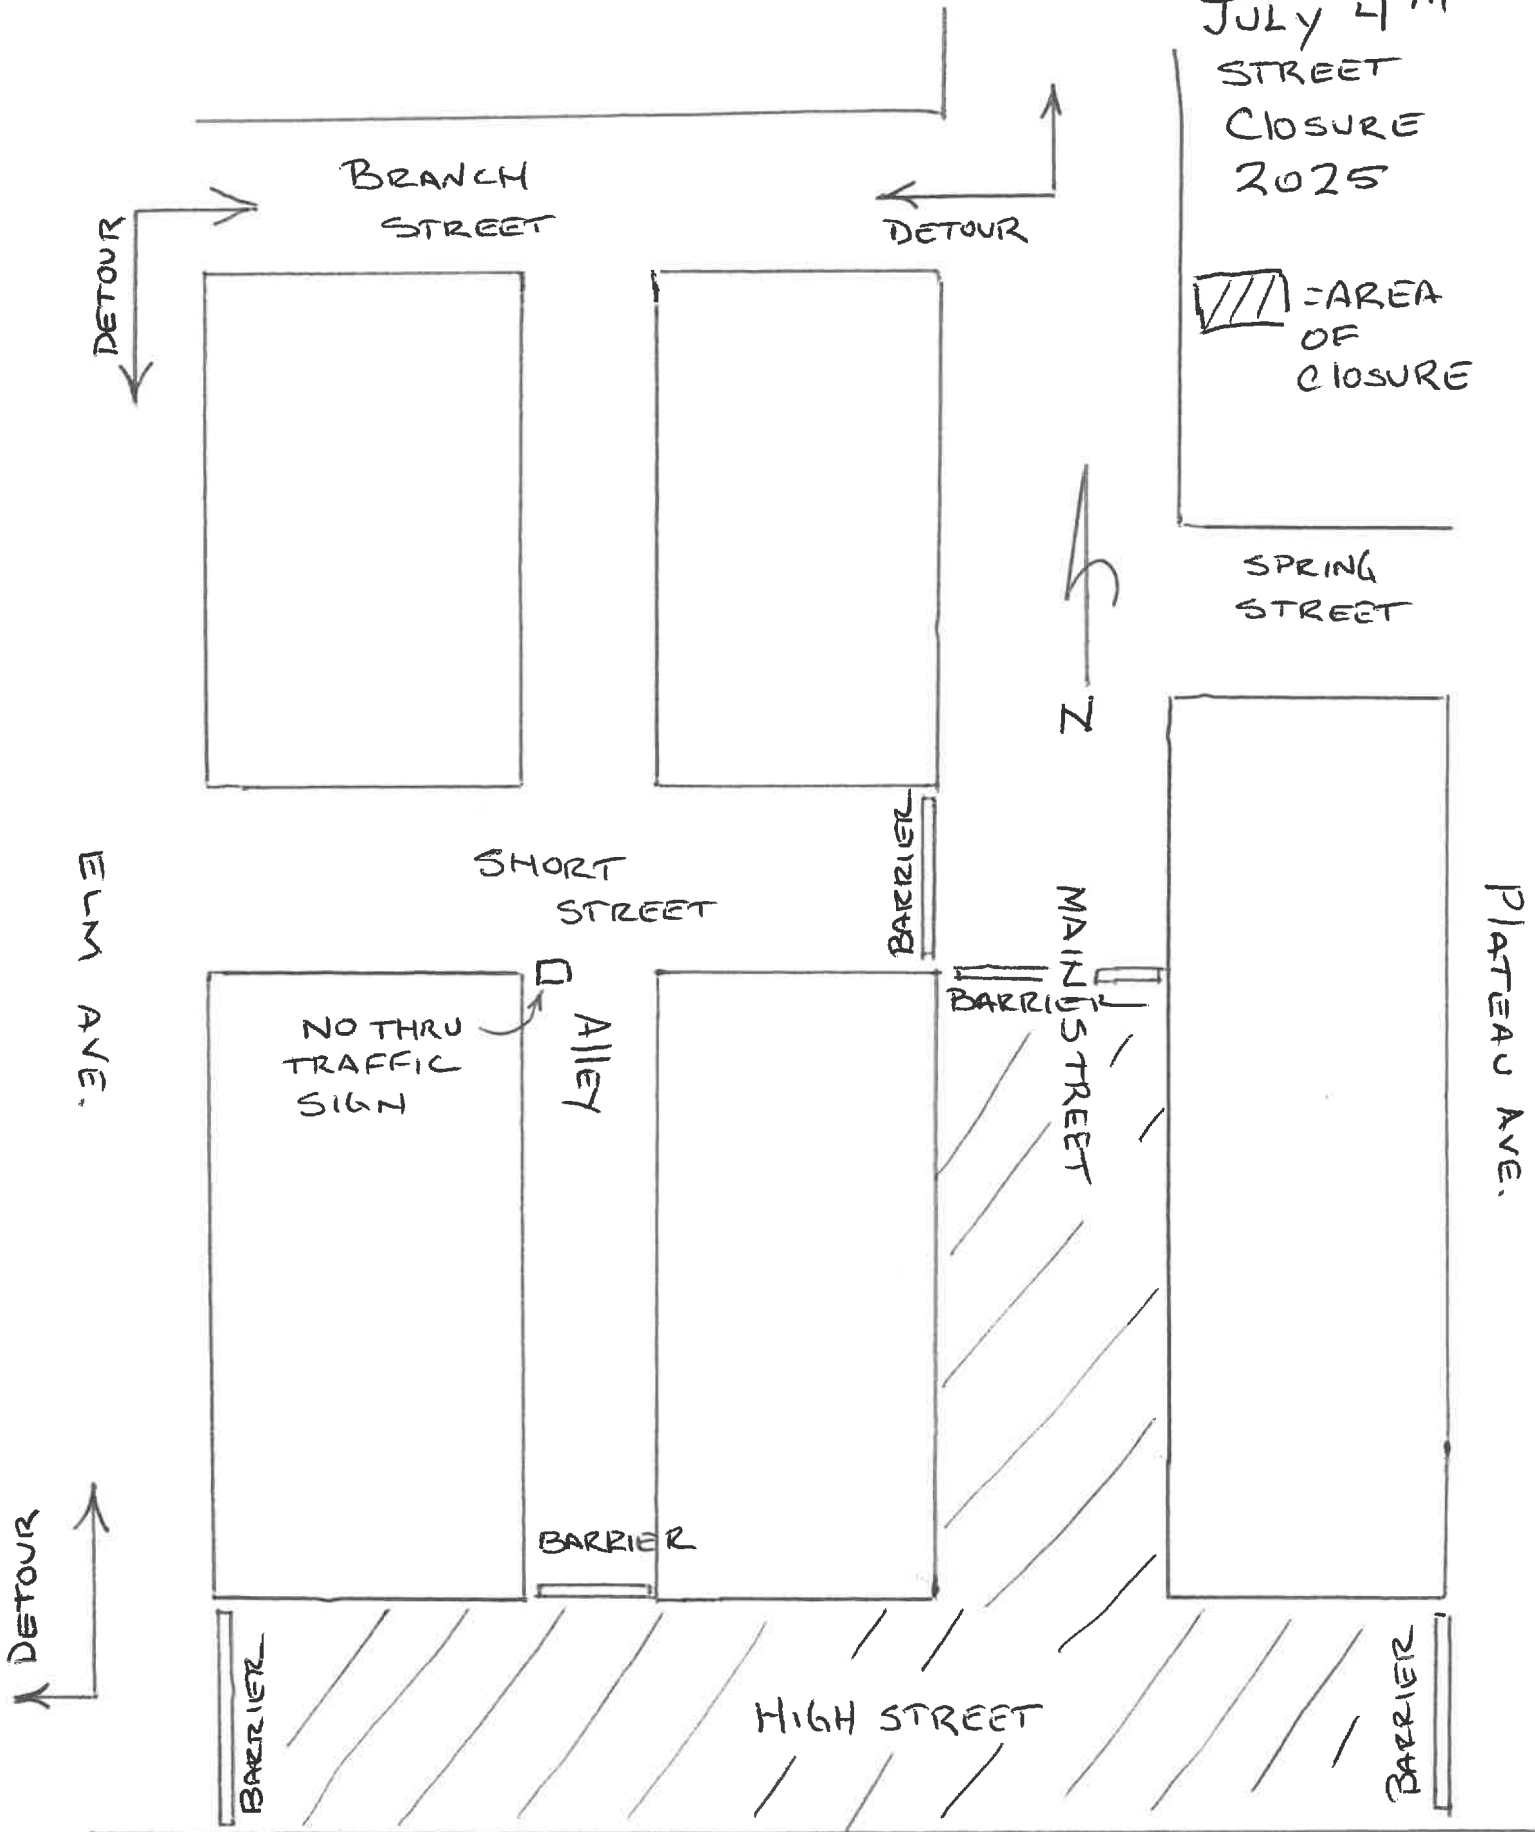 JULY 4TH
STREET
CLOSURE
2025
=AREA
OF
CLOSURE
BRANCH
STREET
DETOUR
DETOUR
SPRING
STREET
N
BARRIER
SHORT
STREET
ELM AVE.
MAIN STREET
PLATEAU AVE.
BARRIER
NO THRU
TRAFFIC
SIGN
Alley
BARRIER
DETOUR
BARRIER
HIGH STREET
BARRIER